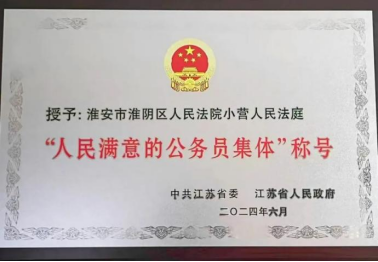 授予:淮安市淮阴区人民法院小营人民法庭
“人民满意的公务员集体”称号
中共江苏省委 江苏省人民政府
二〇二四年六月